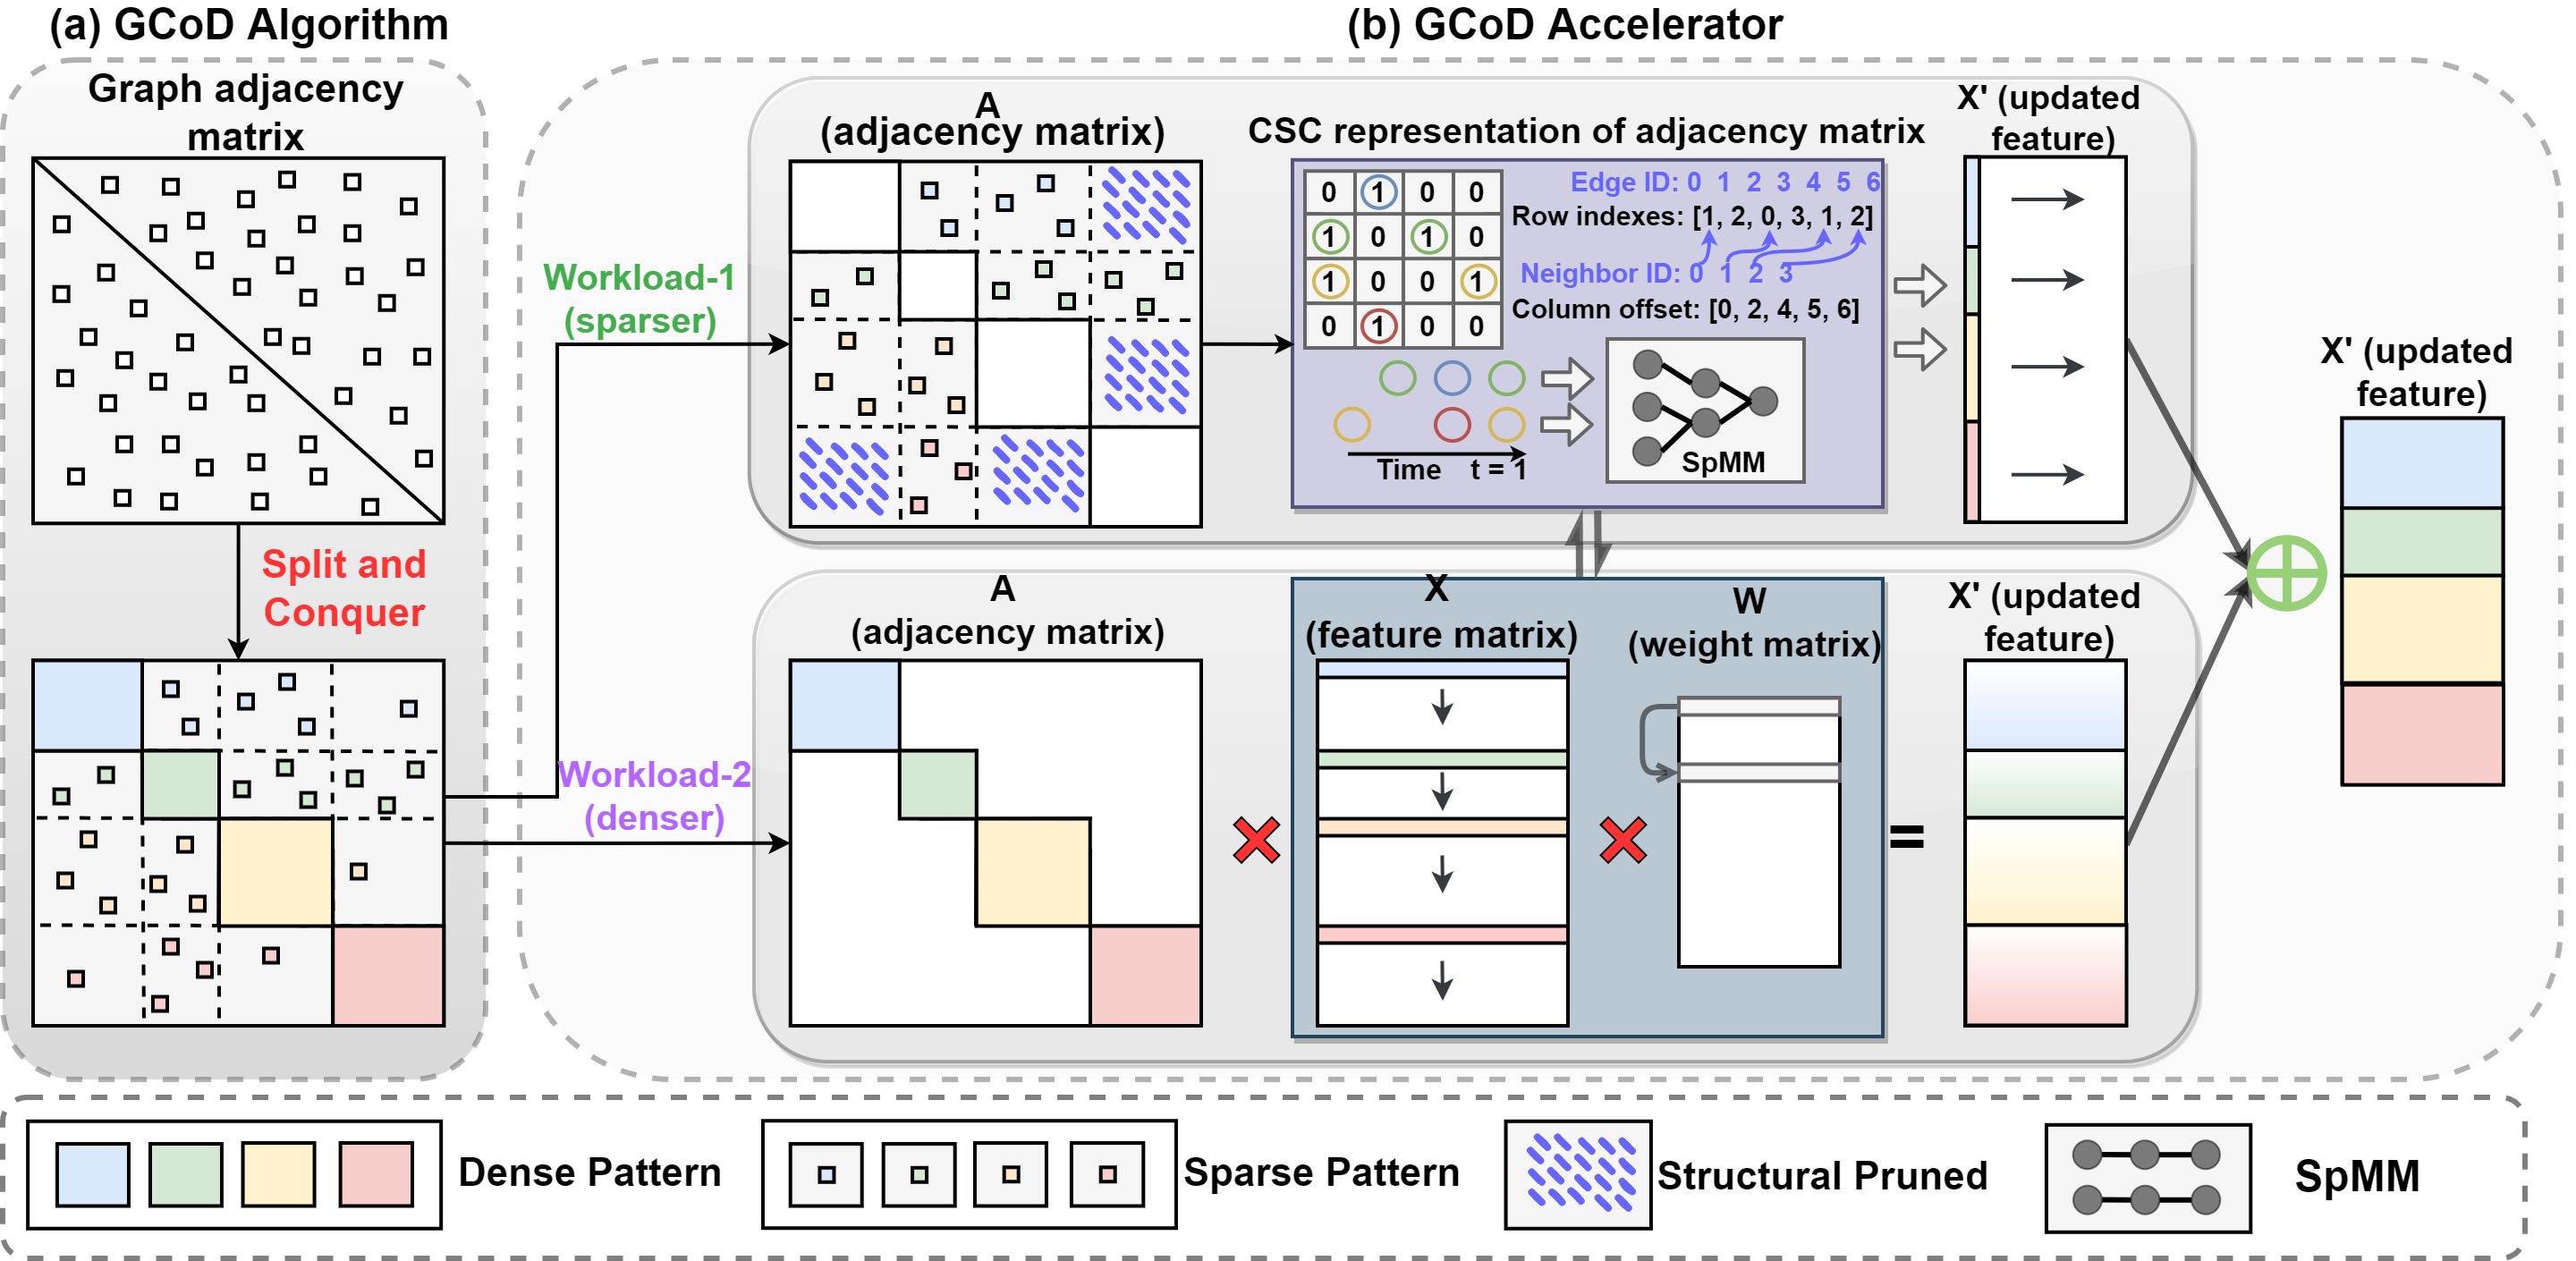 (a) GCoD Algorithm
(b) GCoD Accelerator
Graph adjacency
matrix
Split and
Conquer
Workload-1
(sparser)
Workload-2
(denser)
A
(adjacency matrix)
CSC representation of adjacency matrix
0 1 0 0
1 0 1 0
1 0 0 1
0 1 0 0
Edge ID: 0 1 2 3 4 5 6
Row indexes: [1, 2, 0, 3, 1, 2]
Neighbor ID: 0 1 2 3
Column offset: [0, 2, 4, 5, 6]
Time t = 1
SpMM
X' (updated
feature)
A
(adjacency matrix)
X
(feature matrix)
W
(weight matrix)
=
X' (updated
feature)
X' (updated
feature)
Dense Pattern
Sparse Pattern
Structural Pruned
SpMM